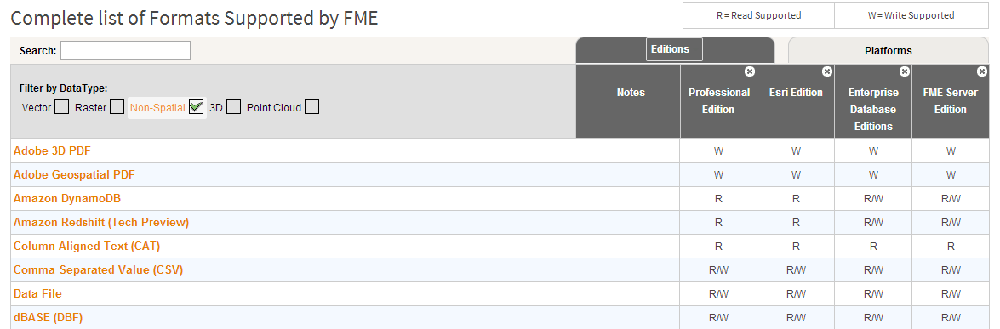 Complete list of Formats Supported by FME
R = Read Supported W = Write Supported
Search:
Editions Platforms
Filter by DataType:
Vector Raster Non-Spatial 3D Point Cloud
Notes Professional Edition Esri Edition Enterprise Database Editions FME Server Edition
Adobe 3D PDF W W W W
Adobe Geospatial PDF W W W W
Amazon DynamoDB R R R/W R/W
Amazon Redshift (Tech Preview) R R R/W R/W
Column Aligned Text (CAT) R R R R
Comma Separated Value (CSV) R/W R/W R/W R/W
Data File R/W R/W R/W R/W
dBASE (DBF) R/W R/W R/W R/W